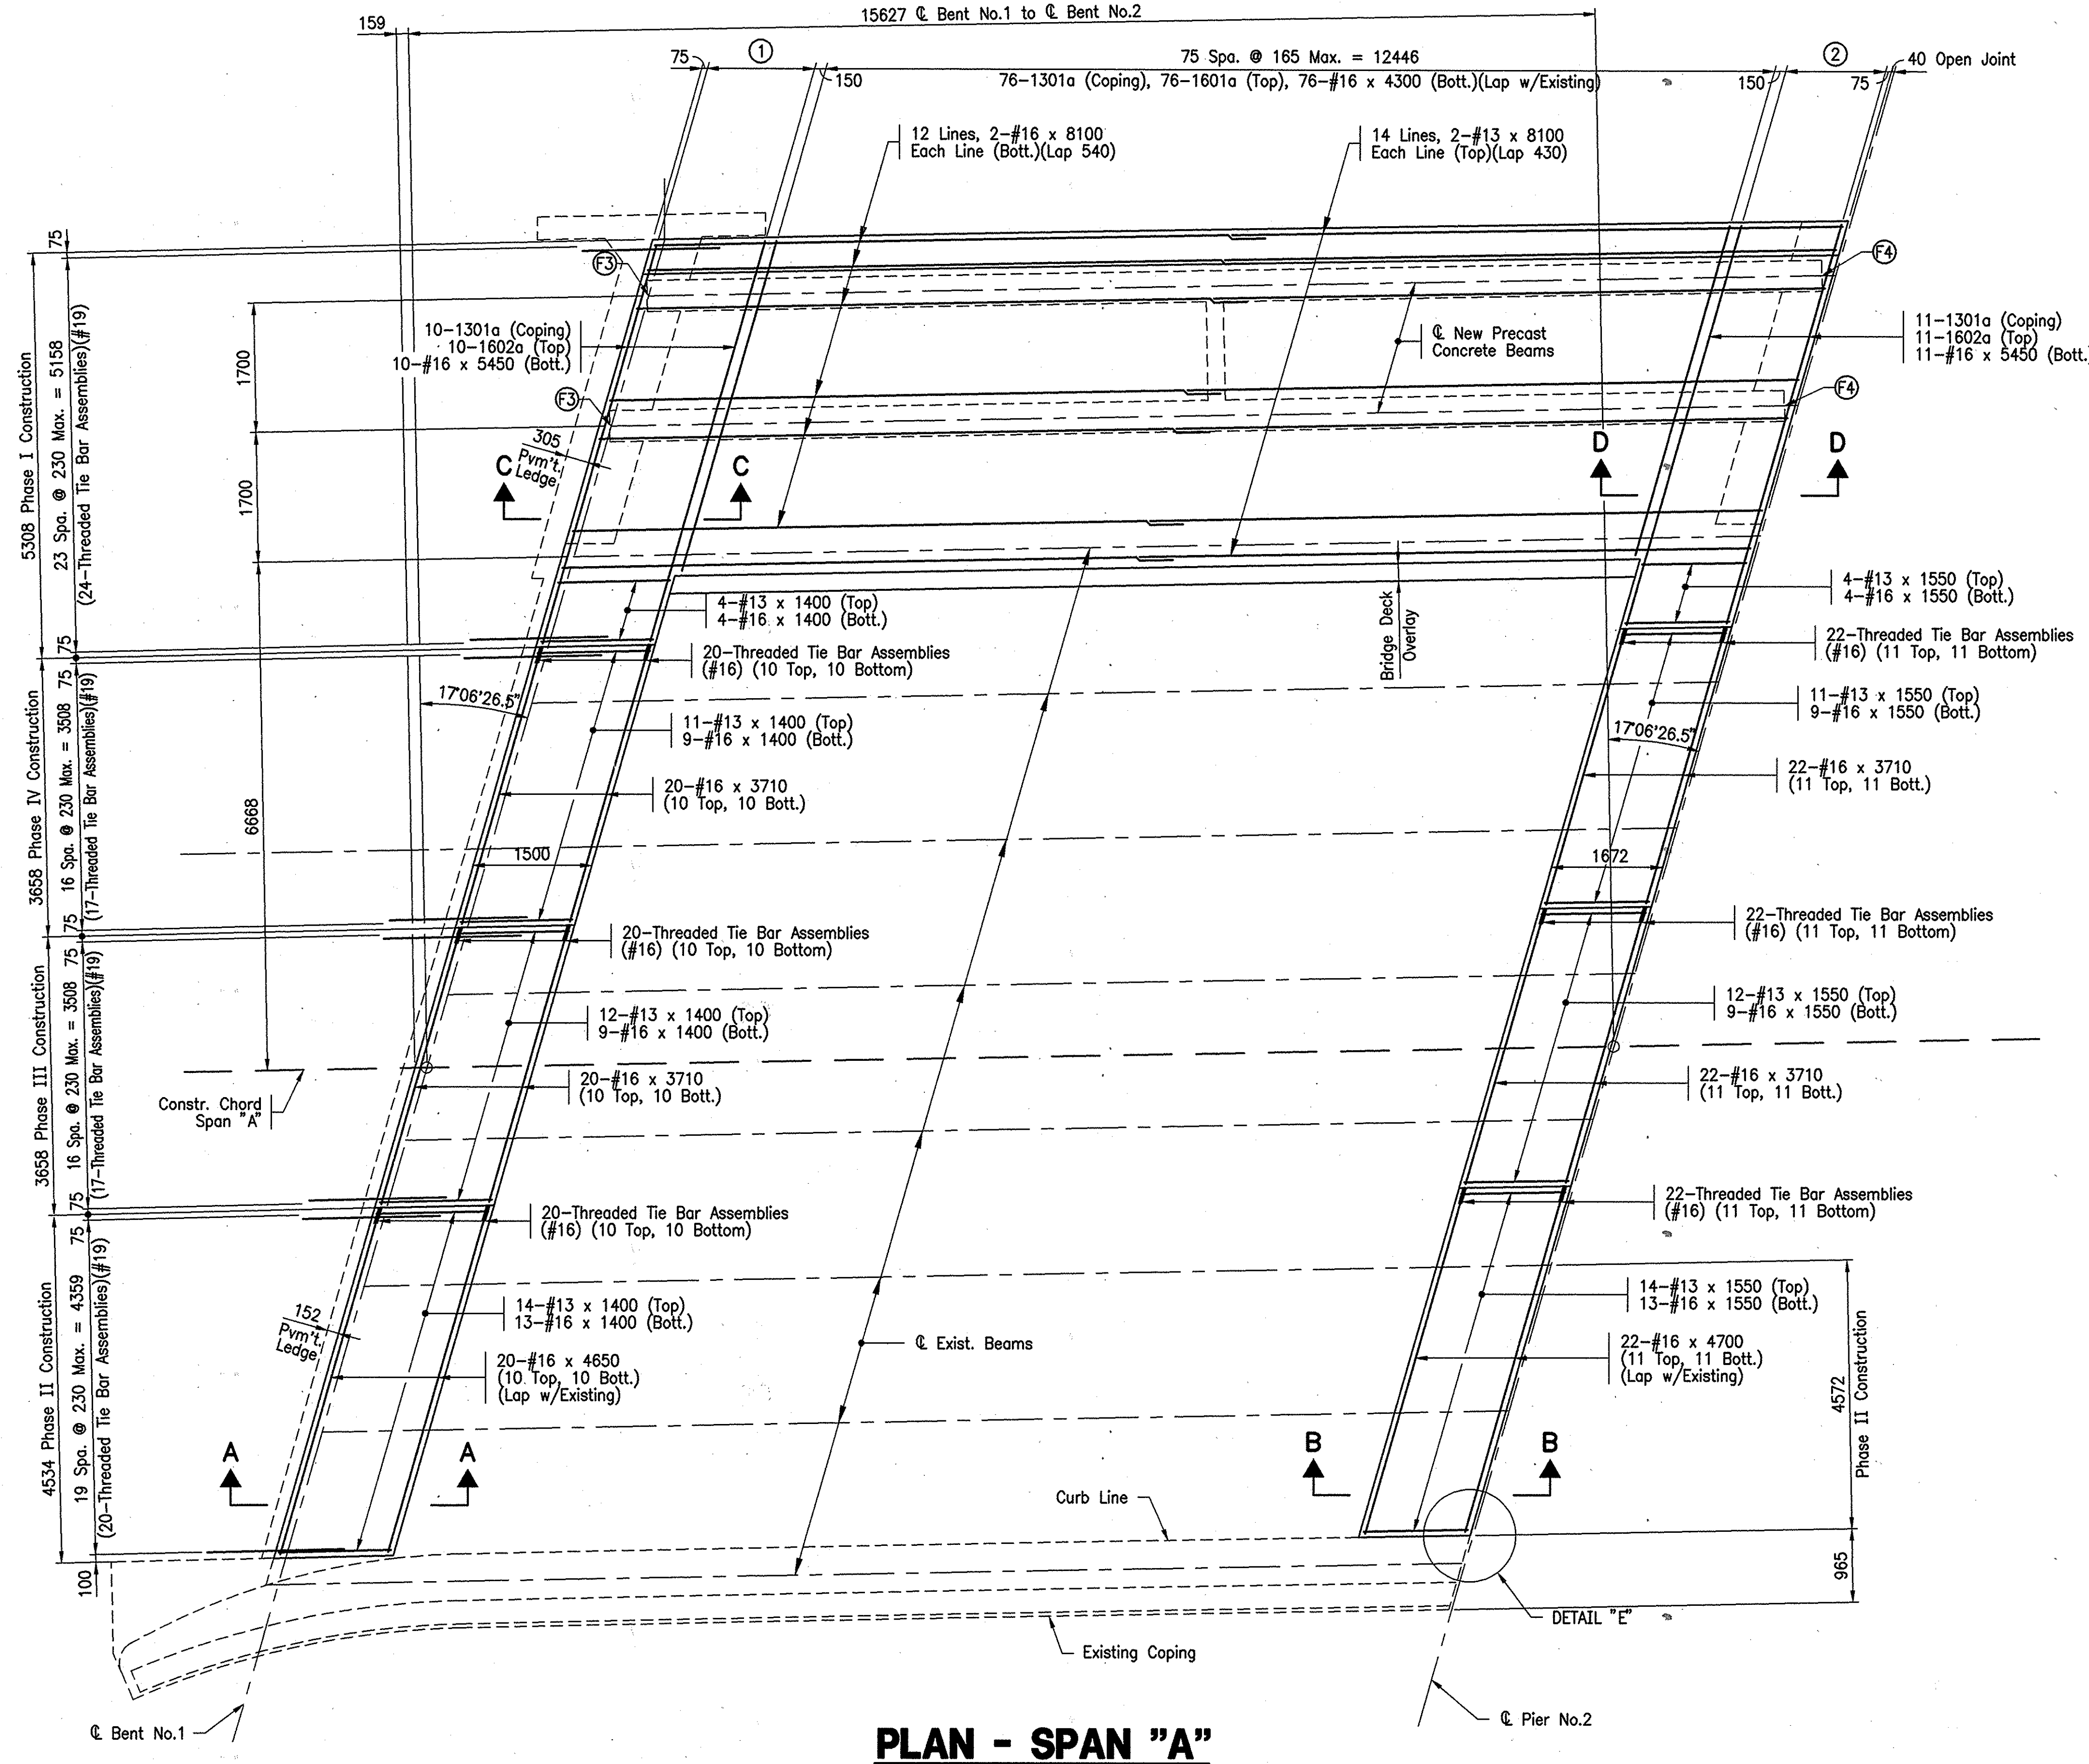 159
15627 ℄ Bent No.1 to ℄ Bent No.2
75
①
150
75 Spa. @ 165 Max. = 12446
76-1301a (Coping), 76-1601a (Top), 76-#16 x 4300 (Bott.)(Lap w/Existing)
150
②
75
40 Open Joint
12 Lines, 2-#16 x 8100
Each Line (Bott.)(Lap 540)
14 Lines, 2-#13 x 8100
Each Line (Top)(Lap 430)
75
F3
F4
10-1301a (Coping)
10-1602a (Top)
10-#16 x 5450 (Bott.)
℄ New Precast
Concrete Beams
11-1301a (Coping)
11-1602a (Top)
11-#16 x 5450 (Bott.)
5308 Phase I Construction
23 Spa. @ 230 Max. = 5158
(24-Threaded Tie Bar Assemblies)(#19)
1700
1700
F3
F4
305
Pvm't.
Ledge
C
C
D
D
4-#13 x 1400 (Top)
4-#16 x 1400 (Bott.)
Bridge Deck
Overlay
4-#13 x 1550 (Top)
4-#16 x 1550 (Bott.)
75
75
20-Threaded Tie Bar Assemblies
(#16) (10 Top, 10 Bottom)
22-Threaded Tie Bar Assemblies
(#16) (11 Top, 11 Bottom)
17°06'26.5"
17°06'26.5"
3658 Phase IV Construction
16 Spa. @ 230 Max. = 3508
(17-Threaded Tie Bar Assemblies)(#19)
6668
11-#13 x 1400 (Top)
9-#16 x 1400 (Bott.)
11-#13 x 1550 (Top)
9-#16 x 1550 (Bott.)
20-#16 x 3710
(10 Top, 10 Bott.)
22-#16 x 3710
(11 Top, 11 Bott.)
1500
1672
75
75
20-Threaded Tie Bar Assemblies
(#16) (10 Top, 10 Bottom)
22-Threaded Tie Bar Assemblies
(#16) (11 Top, 11 Bottom)
3658 Phase III Construction
16 Spa. @ 230 Max. = 3508
(17-Threaded Tie Bar Assemblies)(#19)
12-#13 x 1400 (Top)
9-#16 x 1400 (Bott.)
12-#13 x 1550 (Top)
9-#16 x 1550 (Bott.)
Constr. Chord
Span "A"
20-#16 x 3710
(10 Top, 10 Bott.)
22-#16 x 3710
(11 Top, 11 Bott.)
75
75
20-Threaded Tie Bar Assemblies
(#16) (10 Top, 10 Bottom)
22-Threaded Tie Bar Assemblies
(#16) (11 Top, 11 Bottom)
4534 Phase II Construction
19 Spa. @ 230 Max. = 4359
(20-Threaded Tie Bar Assemblies)(#19)
152
Pvm't.
Ledge
14-#13 x 1400 (Top)
13-#16 x 1400 (Bott.)
14-#13 x 1550 (Top)
13-#16 x 1550 (Bott.)
℄ Exist. Beams
20-#16 x 4650
(10 Top, 10 Bott.)
(Lap w/Existing)
22-#16 x 4700
(11 Top, 11 Bott.)
(Lap w/Existing)
4572
Phase II Construction
A
A
B
B
Curb Line
100
965
DETAIL "E"
Existing Coping
℄ Bent No.1
℄ Pier No.2
PLAN - SPAN "A"